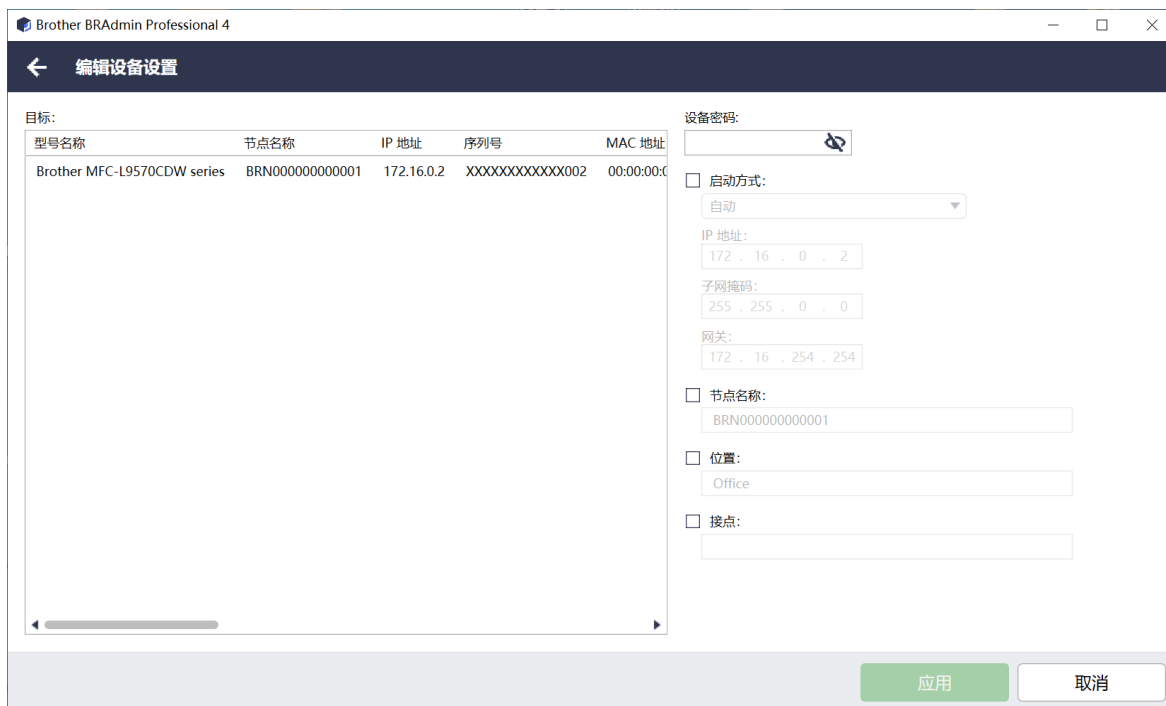 Brother BRAdmin Professional 4
编辑设备设置
目标:
型号名称 节点名称 IP 地址 序列号 MAC 地址
Brother MFC-L9570CDW series BRN000000000001 172.16.0.2 XXXXXXXXXXXX002 00:00:00:0
设备密码:
启动方式:
自动
IP 地址:
172 . 16 . 0 . 2
子网掩码:
255 . 255 . 0 . 0
网关:
172 . 16 . 254 . 254
节点名称:
BRN000000000001
位置:
Office
接点:
应用 取消